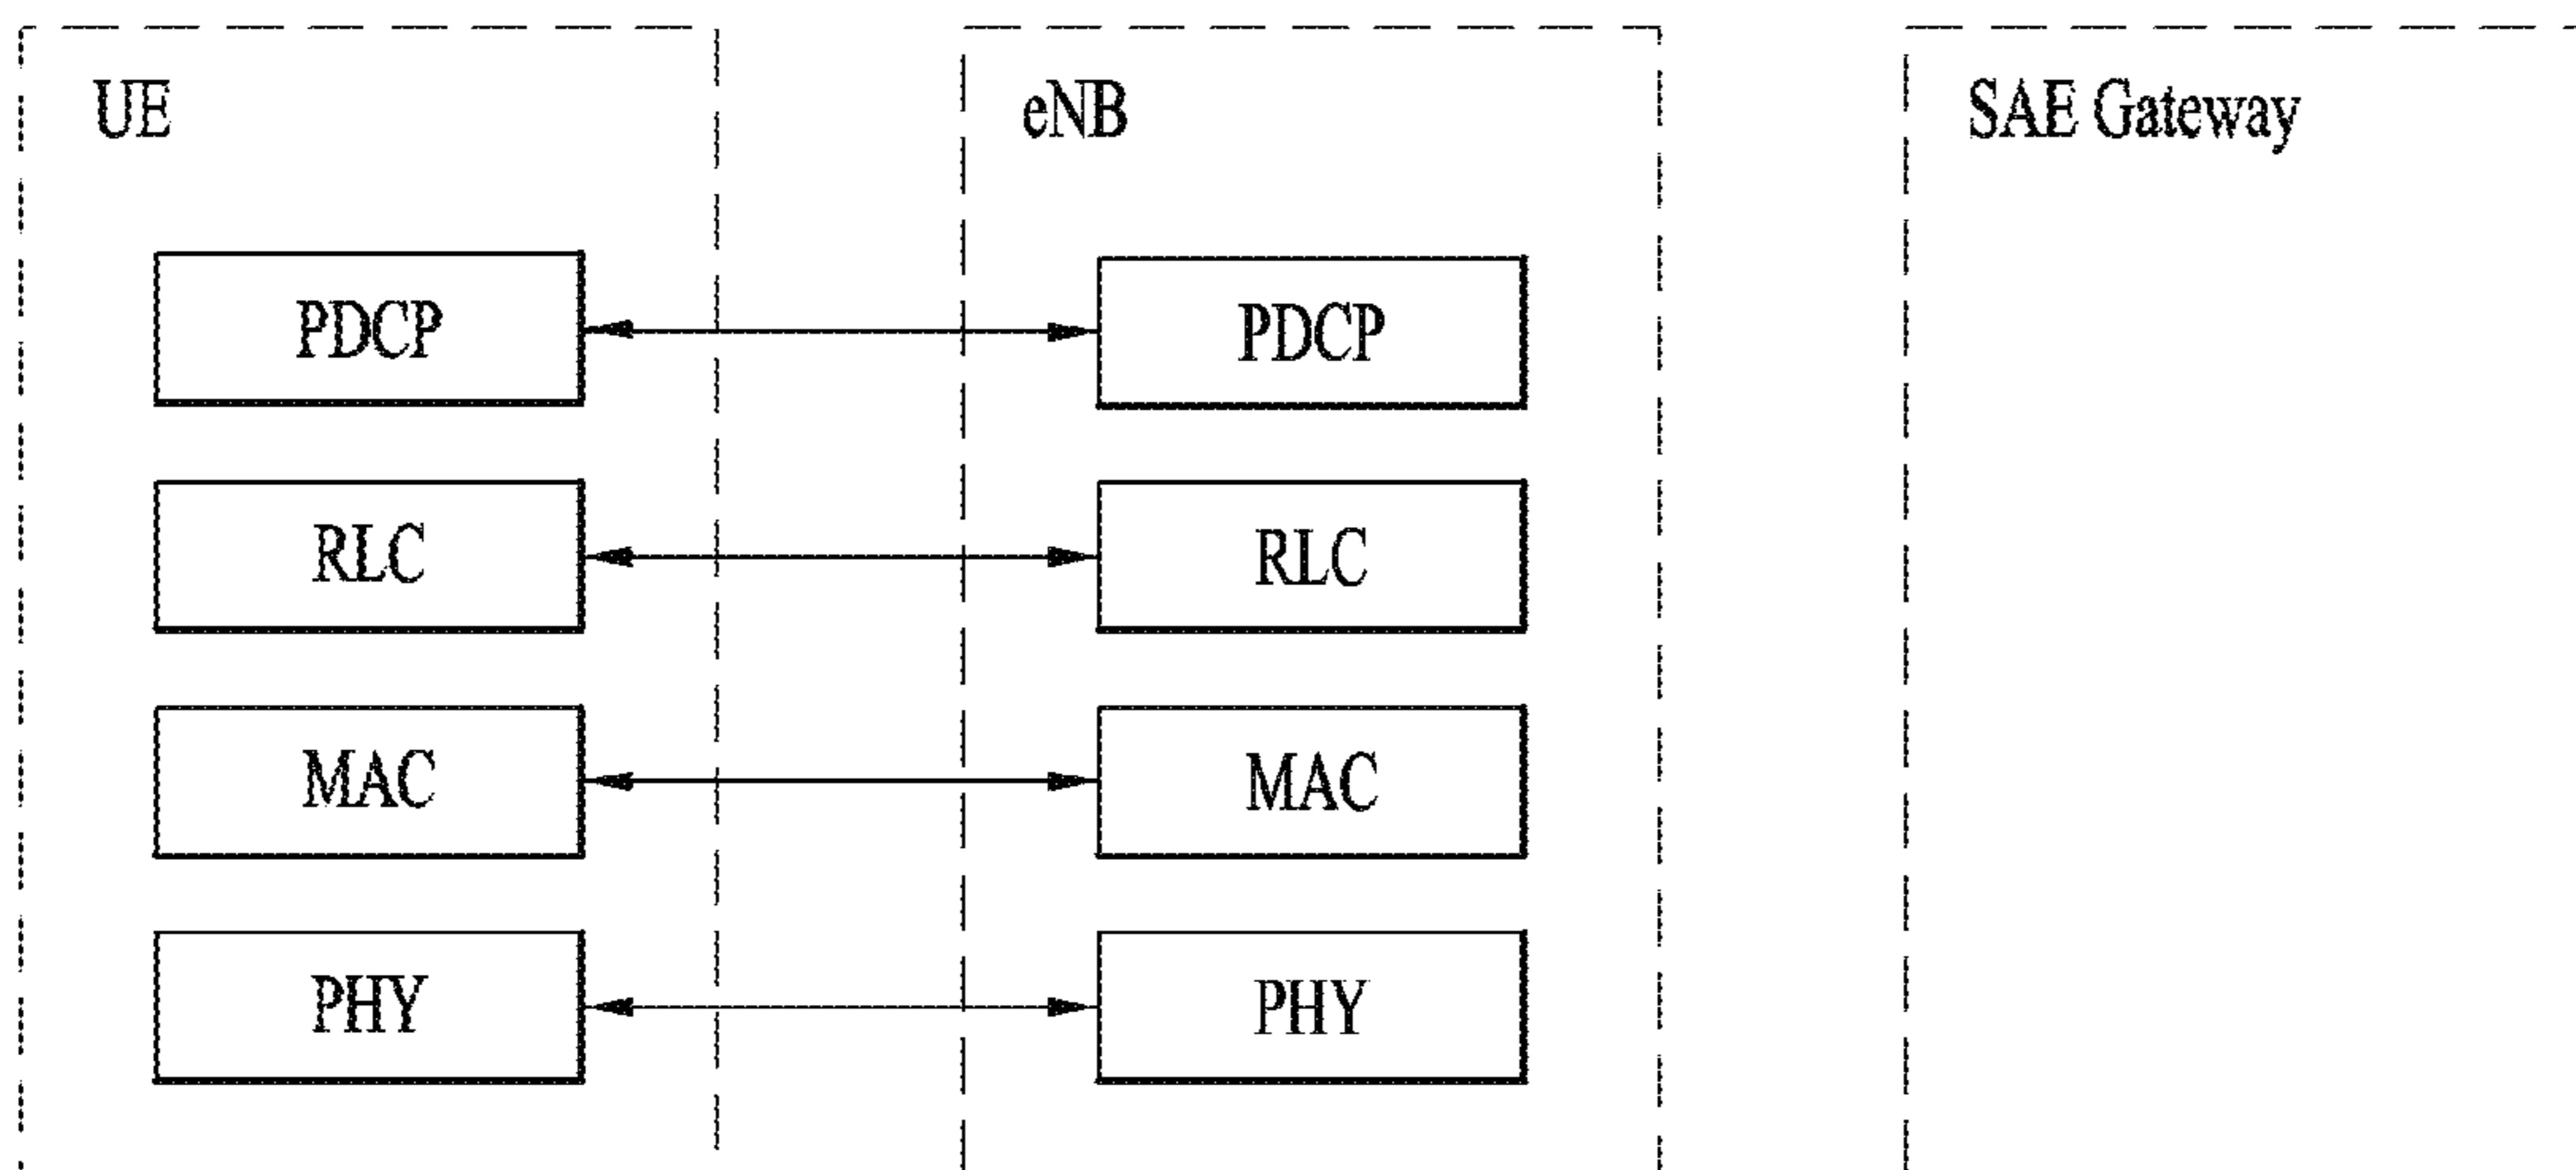 UE
eNB
SAE Gateway
PDCP
PDCP
RLC
RLC
MAC
MAC
PHY
PHY